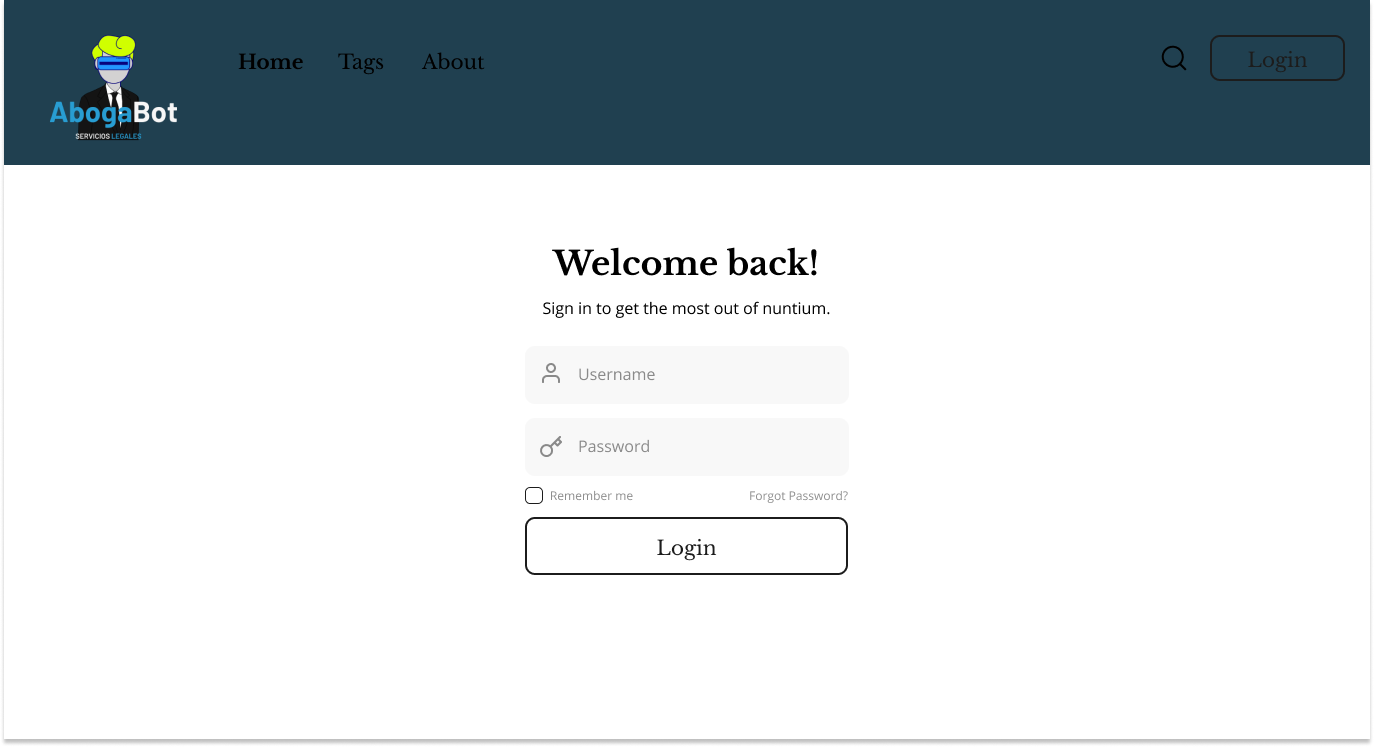 Home Tags About
Login
AbogaBot
SERVICIOS LEGALES
Welcome back!
Sign in to get the most out of nuntium.
Username
Password
Remember me Forgot Password?
Login